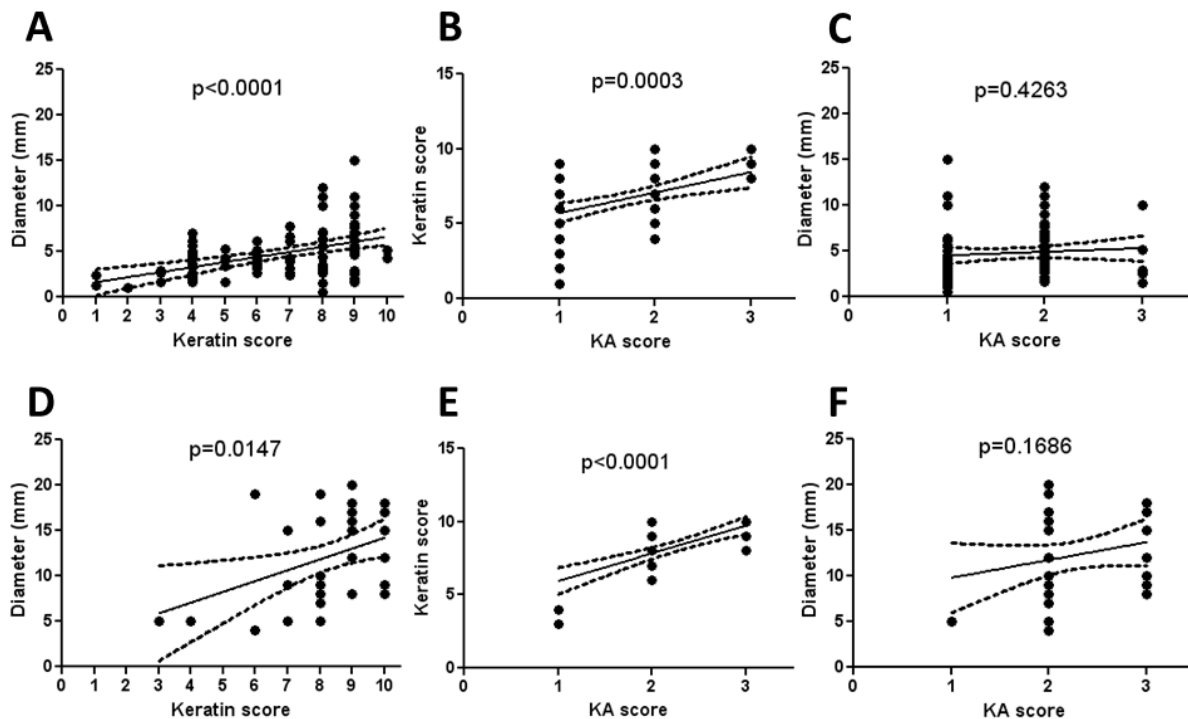 A
p<0.0001
Diameter (mm)
25
20
15
10
5
0
0 1 2 3 4 5 6 7 8 9 10
Keratin score
B
p=0.0003
Keratin score
15
10
5
0
0 1 2 3
KA score
C
p=0.4263
Diameter (mm)
25
20
15
10
5
0
0 1 2 3
KA score
D
p=0.0147
Diameter (mm)
25
20
15
10
5
0
0 1 2 3 4 5 6 7 8 9 10
Keratin score
E
p<0.0001
Keratin score
15
10
5
0
0 1 2 3
KA score
F
p=0.1686
Diameter (mm)
25
20
15
10
5
0
0 1 2 3
KA score